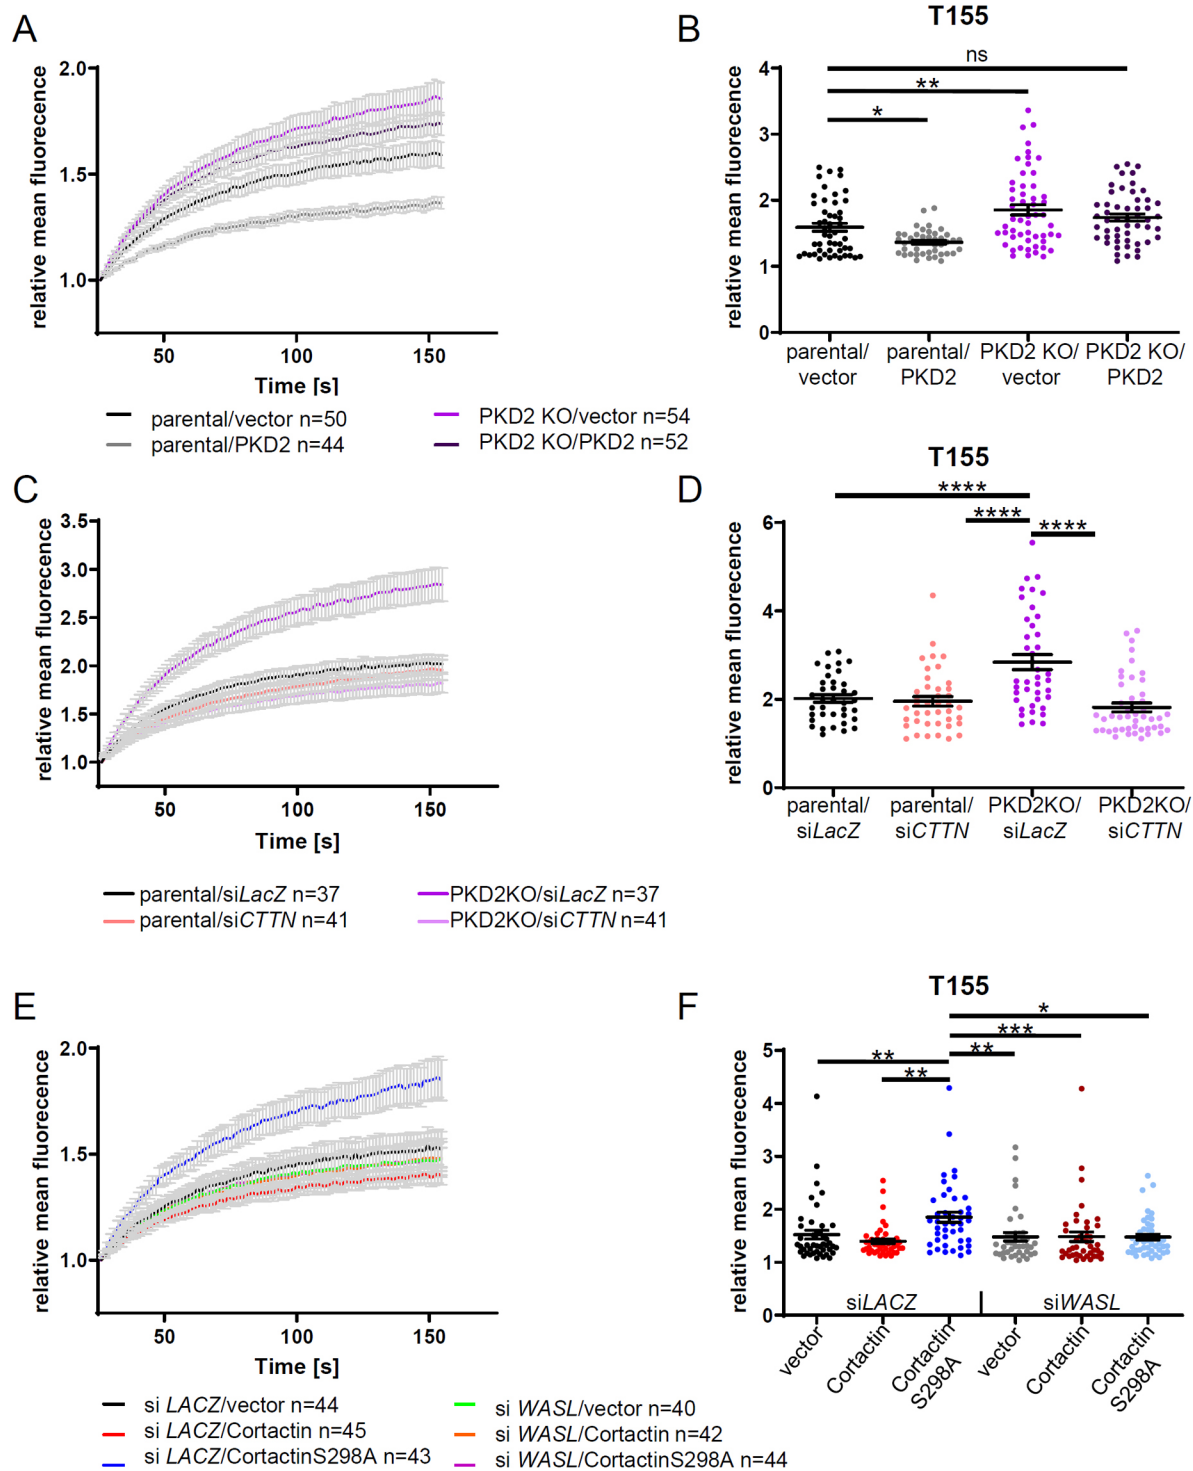 A
relative mean fluorecence
2.0
1.5
1.0
50
100
150
Time [s]
parental/vector n=50
parental/PKD2 n=44
PKD2 KO/vector n=54
PKD2 KO/PKD2 n=52
B
T155
ns
**
*
relative mean fluorecence
4
3
2
1
0
parental/
vector
parental/
PKD2
PKD2 KO/
vector
PKD2 KO/
PKD2
C
relative mean fluorecence
3.5
3.0
2.5
2.0
1.5
1.0
50
100
150
Time [s]
parental/siLacZ n=37
parental/siCTTN n=41
PKD2KO/siLacZ n=37
PKD2KO/siCTTN n=41
D
T155
****
****
****
relative mean fluorecence
6
4
2
0
parental/
siLacZ
parental/
siCTTN
PKD2KO/
siLacZ
PKD2KO/
siCTTN
E
relative mean fluorecence
2.0
1.5
1.0
50
100
150
Time [s]
si LACZ/vector n=44
si LACZ/Cortactin n=45
si LACZ/CortactinS298A n=43
si WASL/vector n=40
si WASL/Cortactin n=42
si WASL/CortactinS298A n=44
F
T155
*
***
**
**
**
relative mean fluorecence
5
4
3
2
1
0
siLACZ
siWASL
vector
Cortactin
Cortactin
S298A
vector
Cortactin
Cortactin
S298A